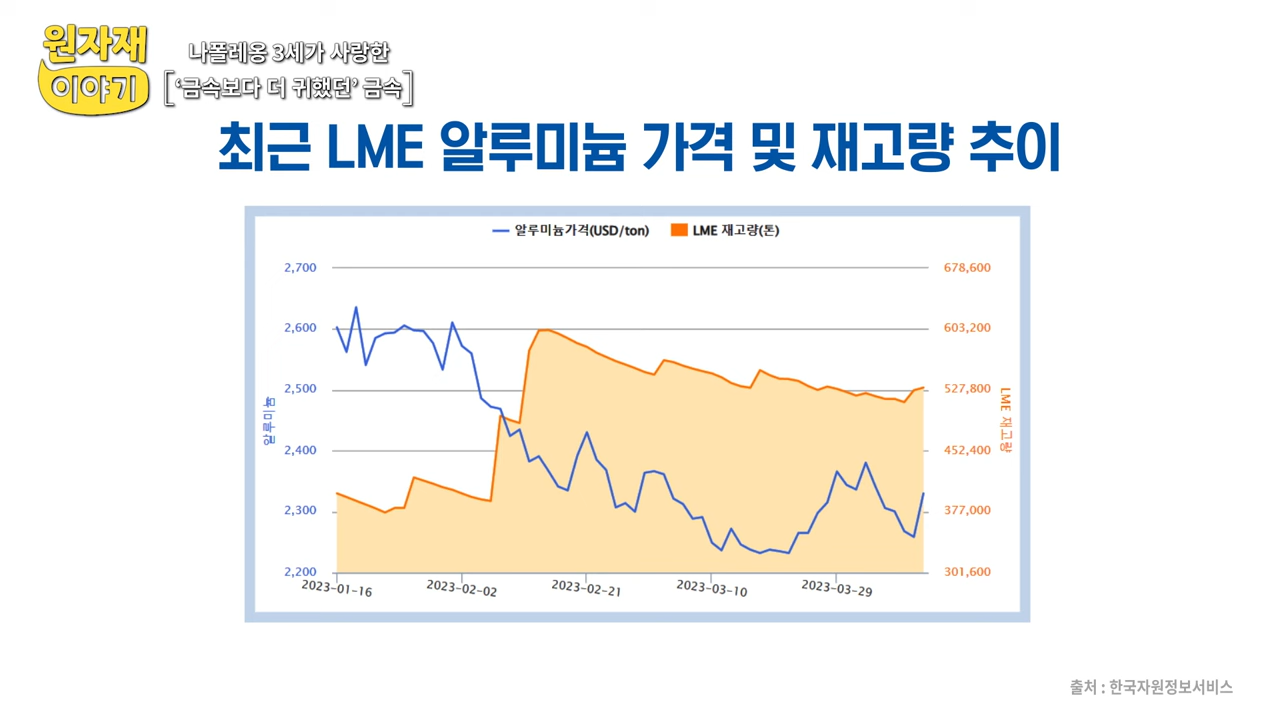 원자재
이야기
나폴레옹 3세가 사랑한
['금속보다 더 귀했던' 금속]
최근 LME 알루미늄 가격 및 재고량 추이
알루미늄가격(USD/ton) LME 재고량(톤)
2,700 678,600
2,600 603,200
2,500 527,800
알루미늄
LME 재고량
2,400 452,400
2,300 377,000
2,200 301,600
2023-01-16 2023-02-02 2023-02-21 2023-03-10 2023-03-29
출처 : 한국자원정보서비스